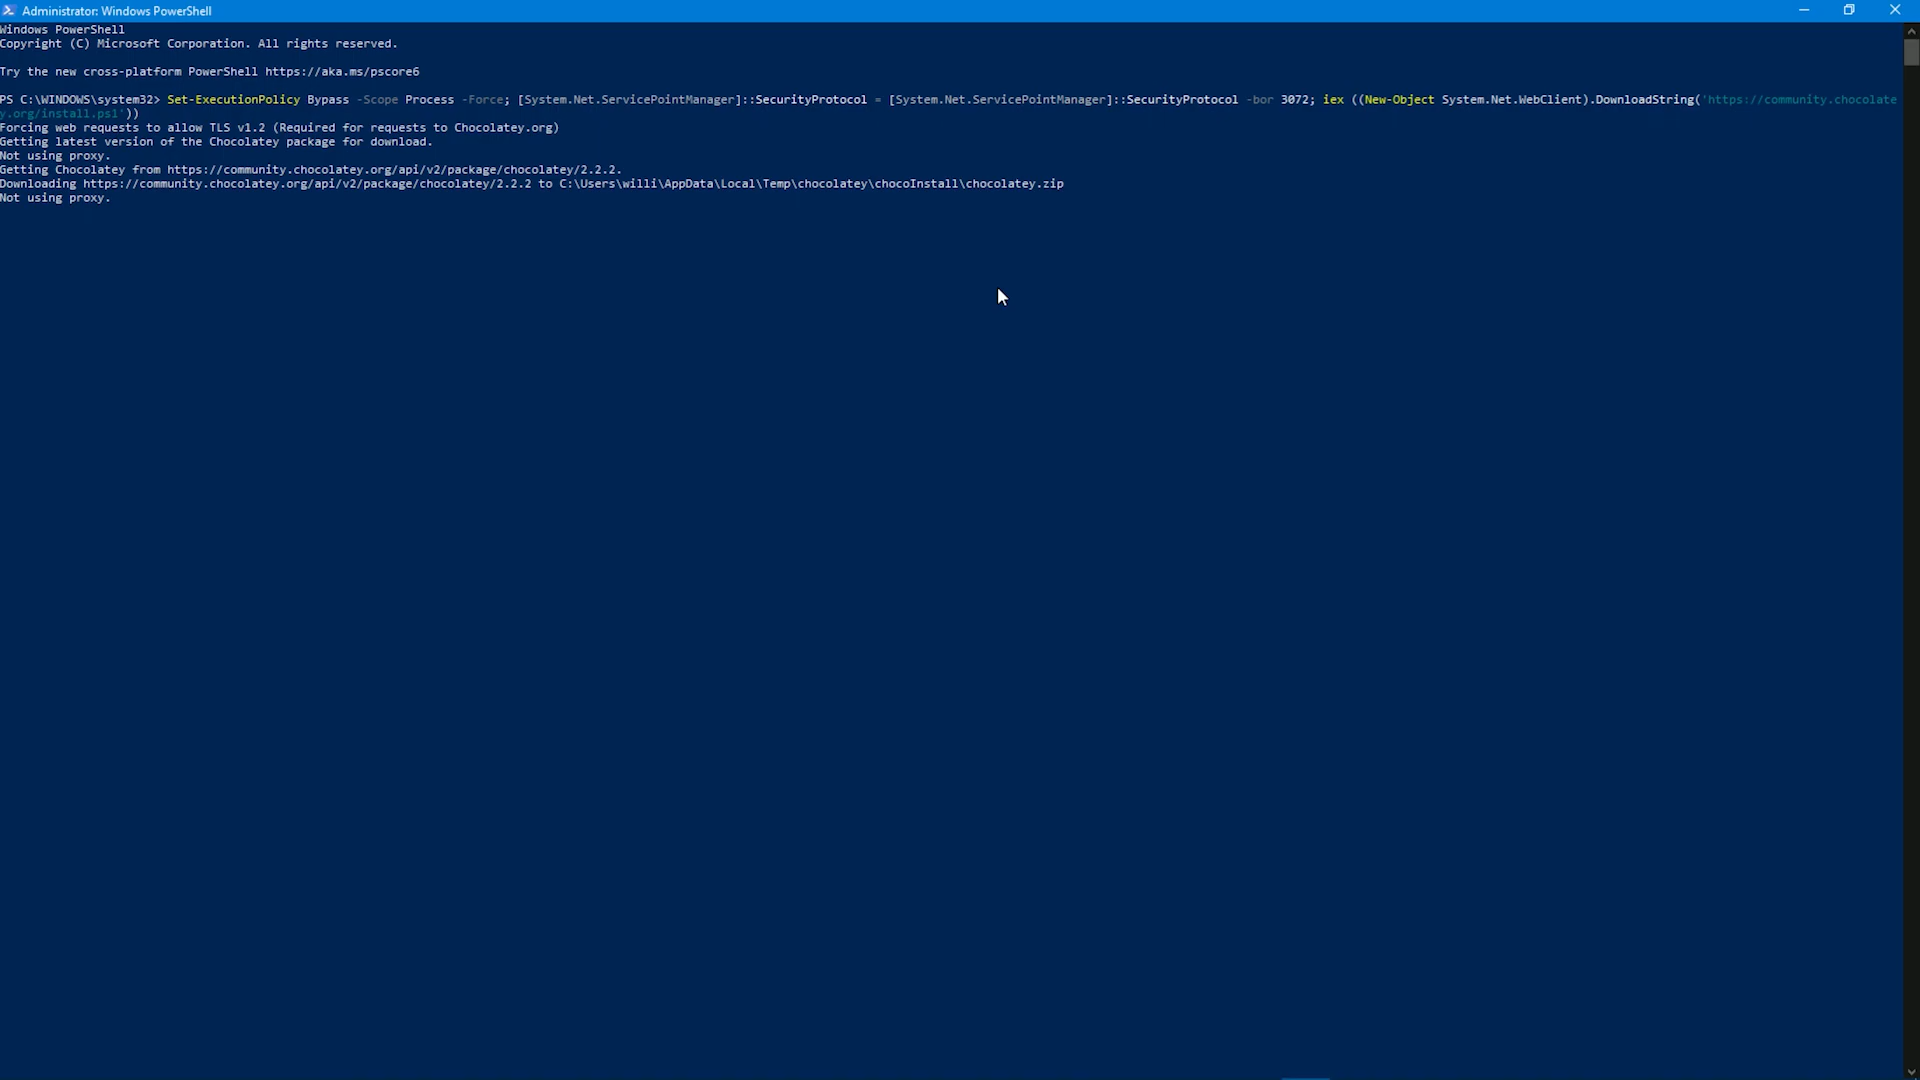 Administrator: Windows PowerShell
Windows PowerShell
Copyright (C) Microsoft Corporation. All rights reserved.
Try the new cross-platform PowerShell https://aka.ms/pscore6
PS C:\WINDOWS\system32> Set-ExecutionPolicy Bypass -Scope Process -Force; [System.Net.ServicePointManager]::SecurityProtocol = [System.Net.ServicePointManager]::SecurityProtocol -bor 3072; iex ((New-Object System.Net.WebClient).DownloadString('https://community.chocolate
y.org/install.ps1'))
Forcing web requests to allow TLS v1.2 (Required for requests to Chocolatey.org)
Getting latest version of the Chocolatey package for download.
Not using proxy.
Getting Chocolatey from https://community.chocolatey.org/api/v2/package/chocolatey/2.2.2.
Downloading https://community.chocolatey.org/api/v2/package/chocolatey/2.2.2 to C:\Users\willi\AppData\Local\Temp\chocolatey\chocoInstall\chocolatey.zip
Not using proxy.